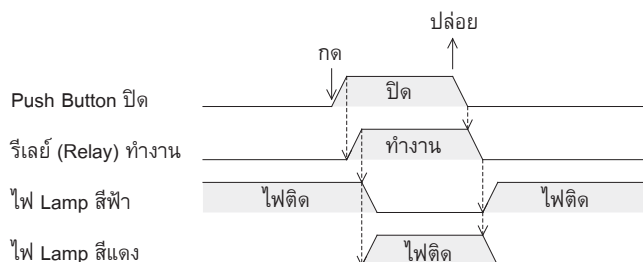 ปล่อย
กด
Push Button ปิด
ปิด
รีเลย์ (Relay) ทำงาน
ทำงาน
ไฟ Lamp สีฟ้า
ไฟติด
ไฟติด
ไฟ Lamp สีแดง
ไฟติด